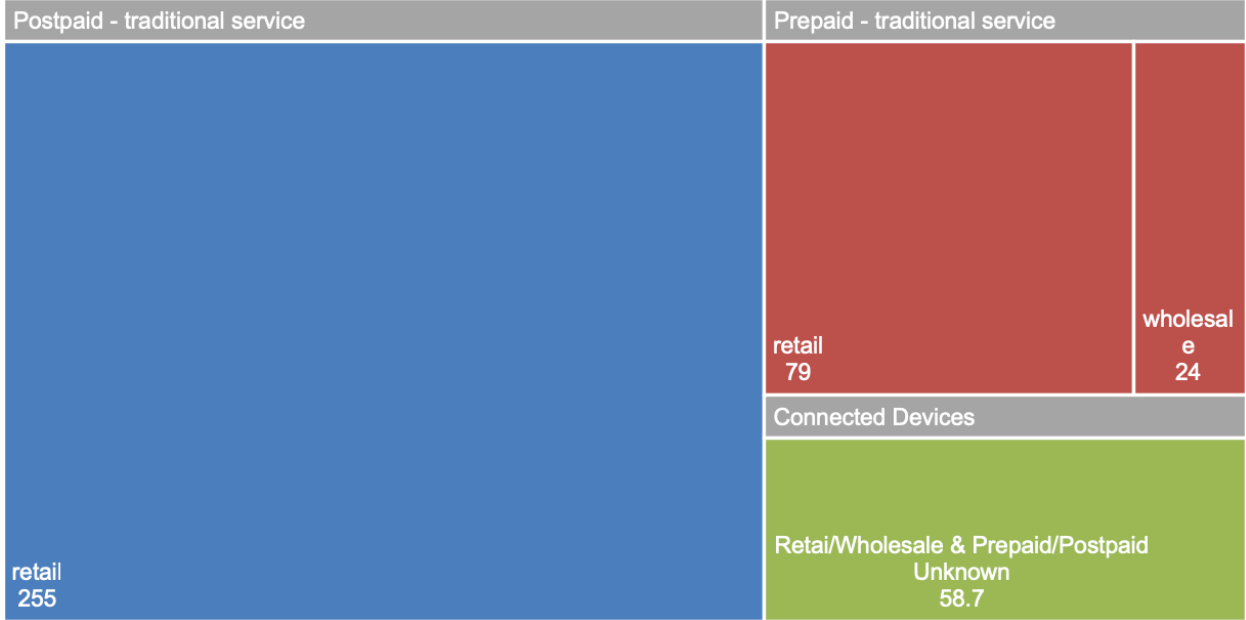 Postpaid - traditional service
retail
255
Prepaid - traditional service
retail
79
wholesal
e
24
Connected Devices
Retai/Wholesale & Prepaid/Postpaid
Unknown
58.7